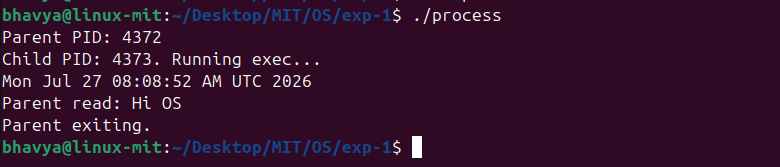 bhavya@linux-mit:~/Desktop/MIT/OS/exp-1$ ./process
Parent PID: 4372
Child PID: 4373. Running exec...
Mon Jul 27 08:08:52 AM UTC 2026
Parent read: Hi OS
Parent exiting.
bhavya@linux-mit:~/Desktop/MIT/OS/exp-1$